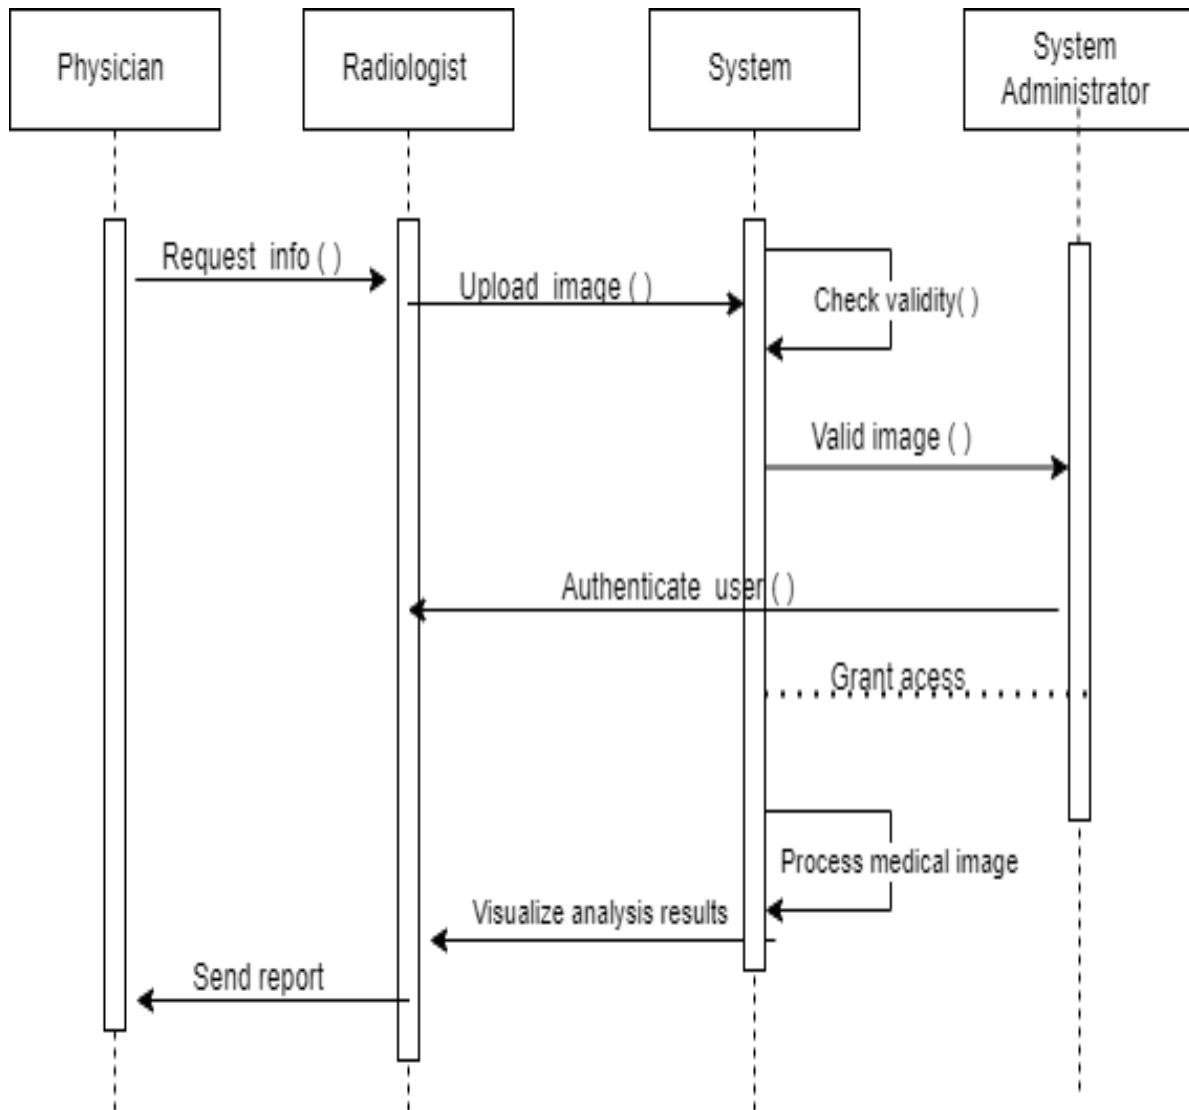 Physician
Radiologist
System
System
Administrator
Request info ( )
Upload image ( )
Check validity( )
Valid image ( )
Authenticate user ( )
Grant acess
Process medical image
Visualize analysis results
Send report